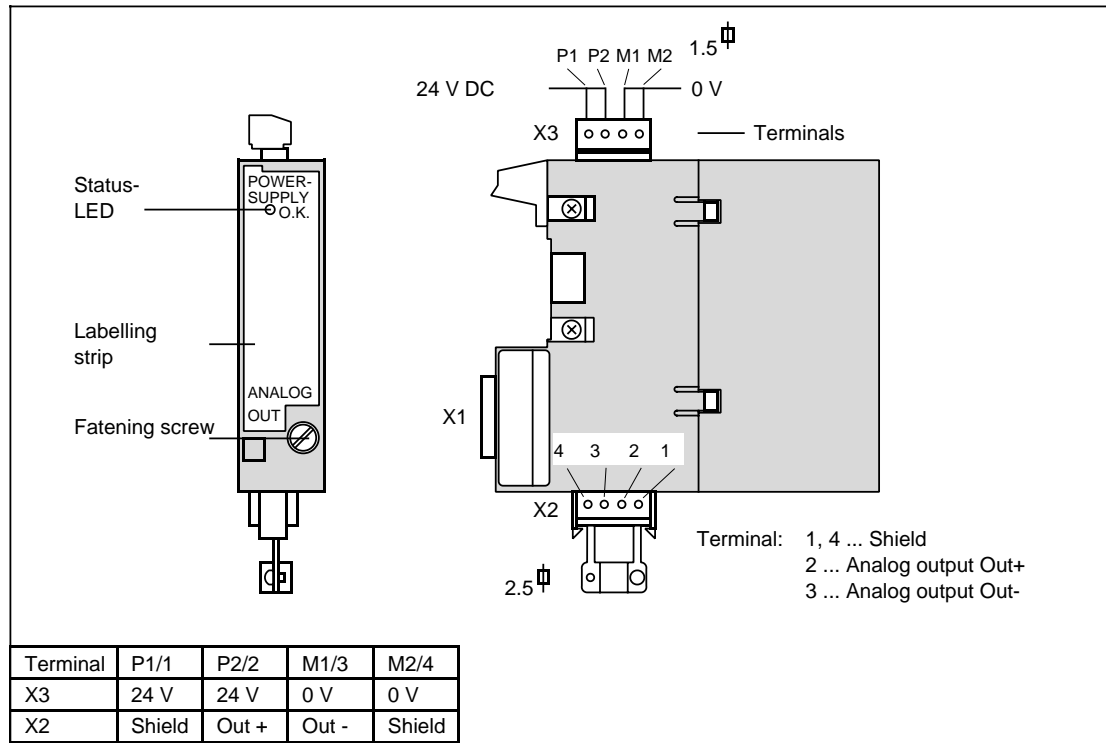 1.5
P1 P2 M1 M2
24 V DC
0 V
X3
Terminals
Status-
LED
POWER-
SUPPLY
O.K.
Labelling
strip
ANALOG
OUT
Fatening screw
X1
4 3 2 1
X2
2.5
Terminal: 1, 4 ... Shield
2 ... Analog output Out+
3 ... Analog output Out-
Terminal P1/1 P2/2 M1/3 M2/4
X3 24 V 24 V 0 V 0 V
X2 Shield Out + Out - Shield